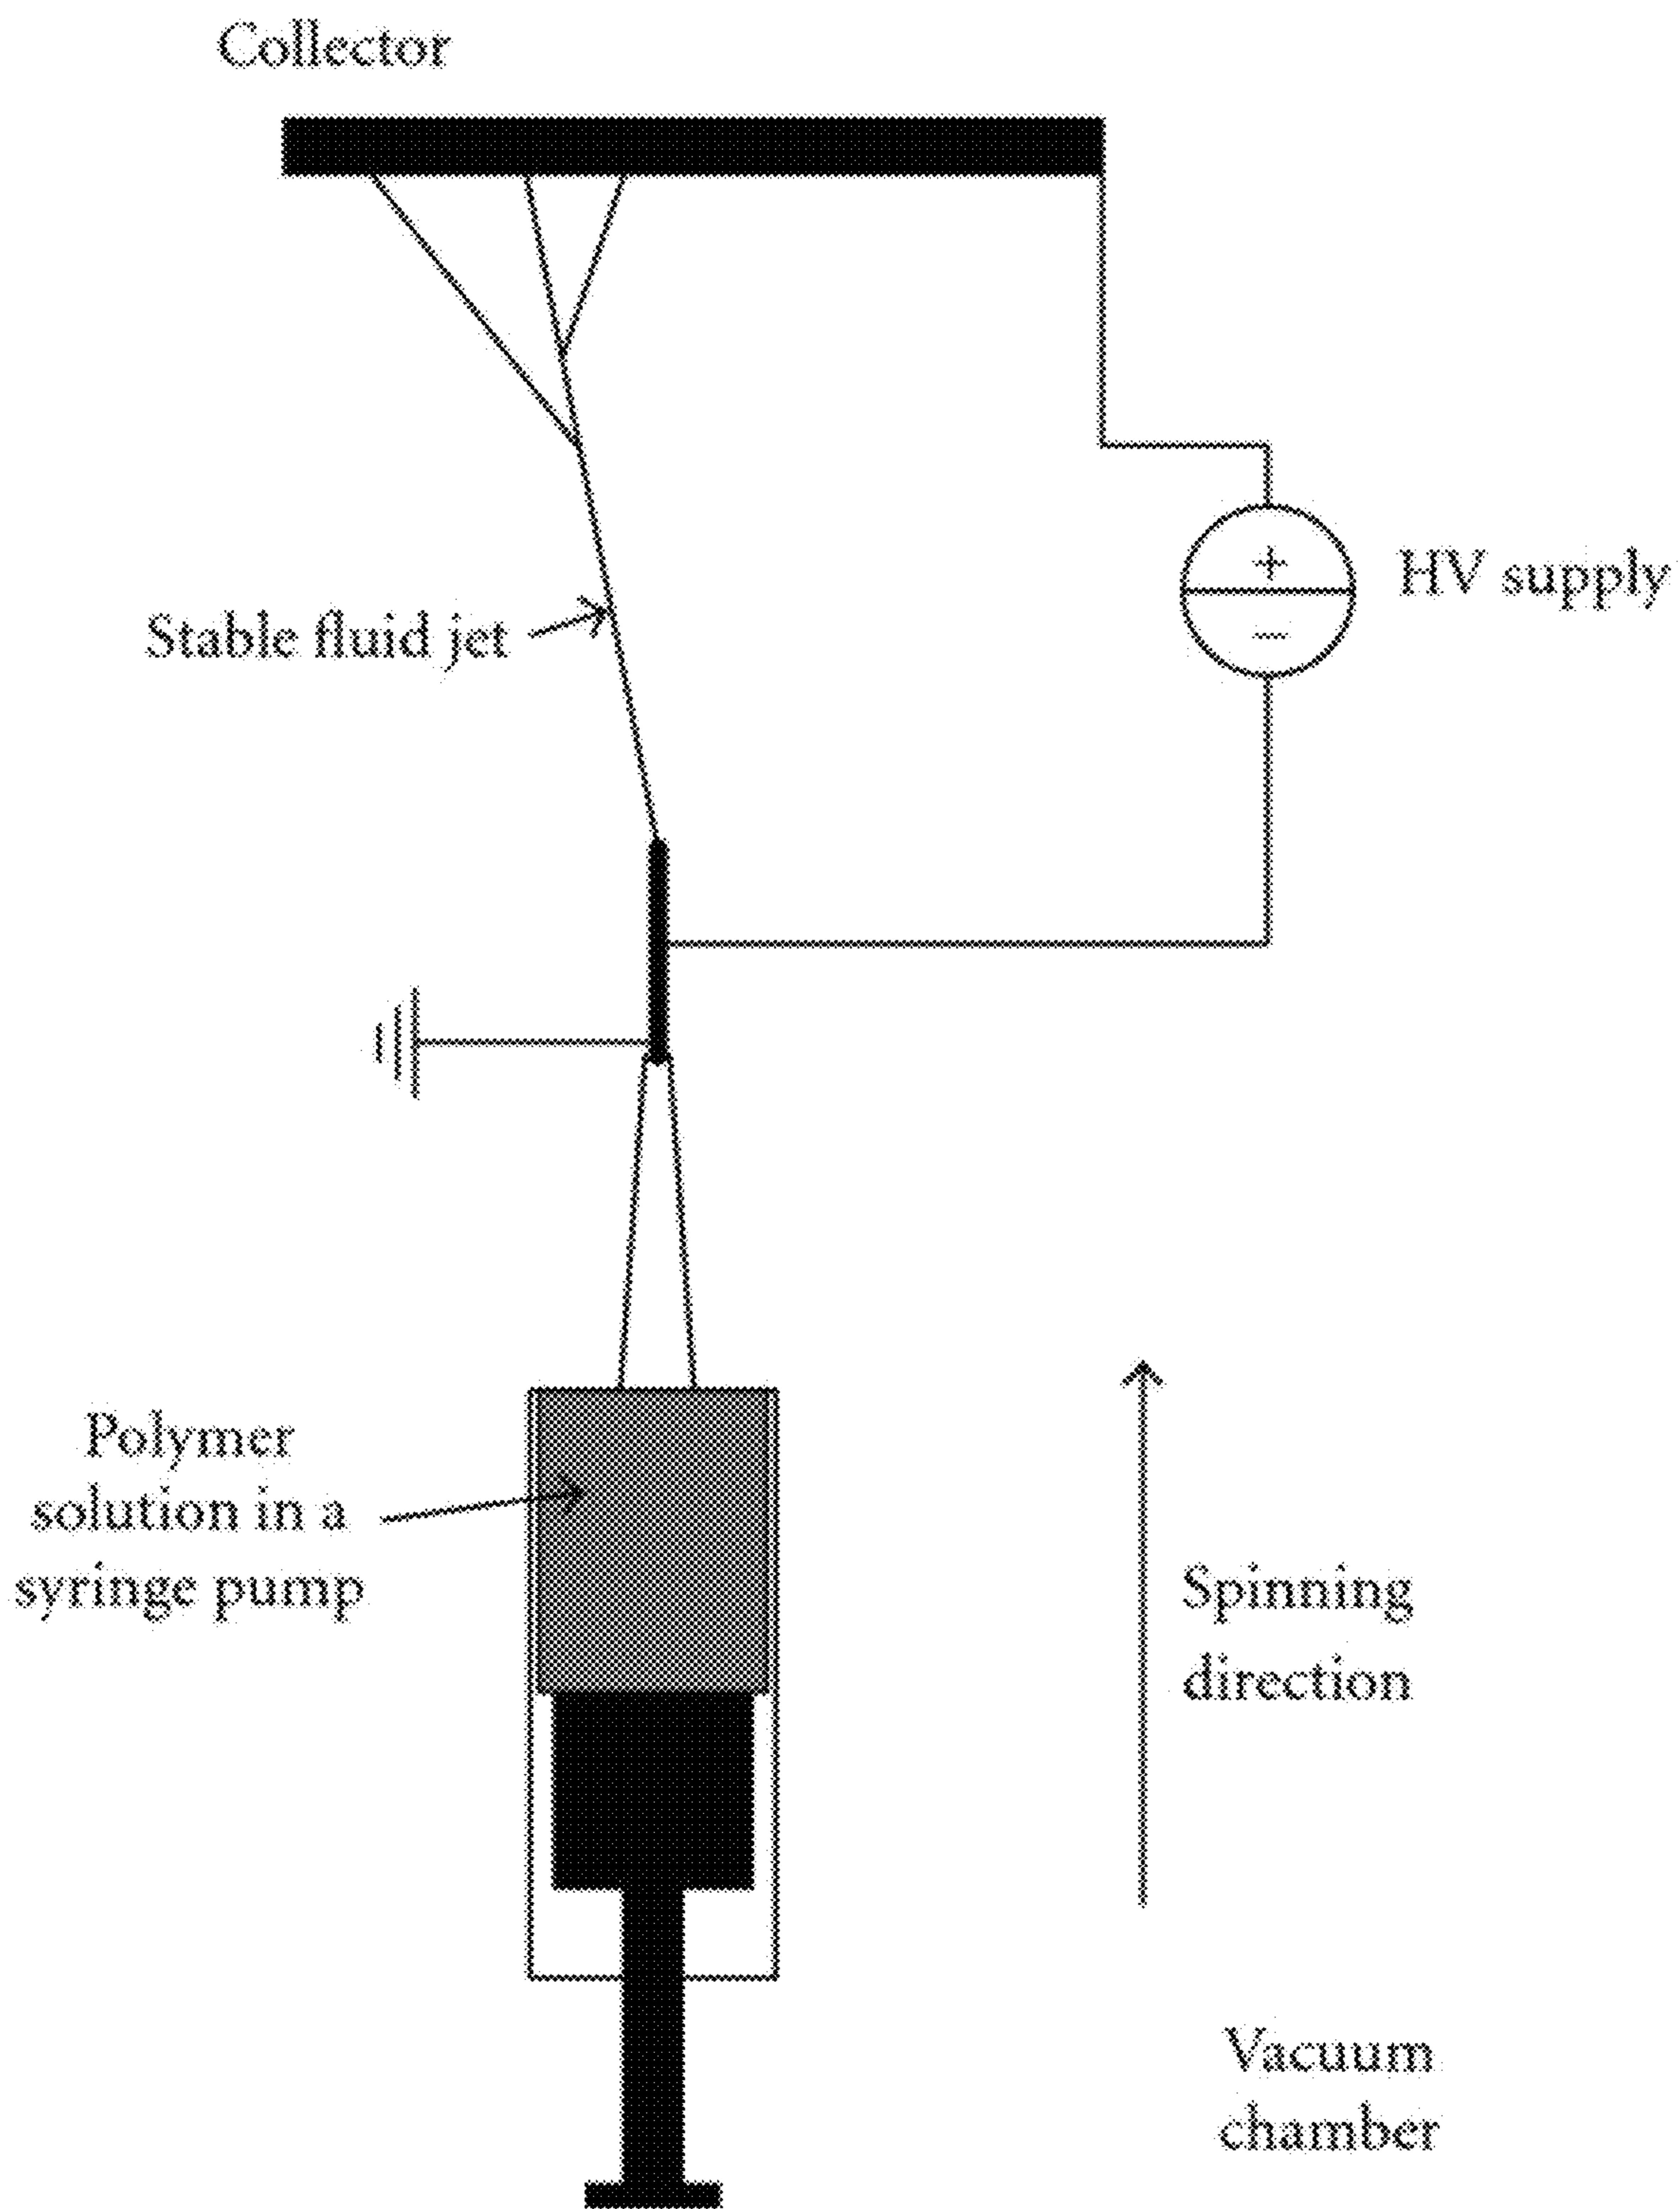 Collector
HV supply
Stable fluid jet
Polymer
solution in a
syringe pump
Spinning
direction
Vacuum
chamber